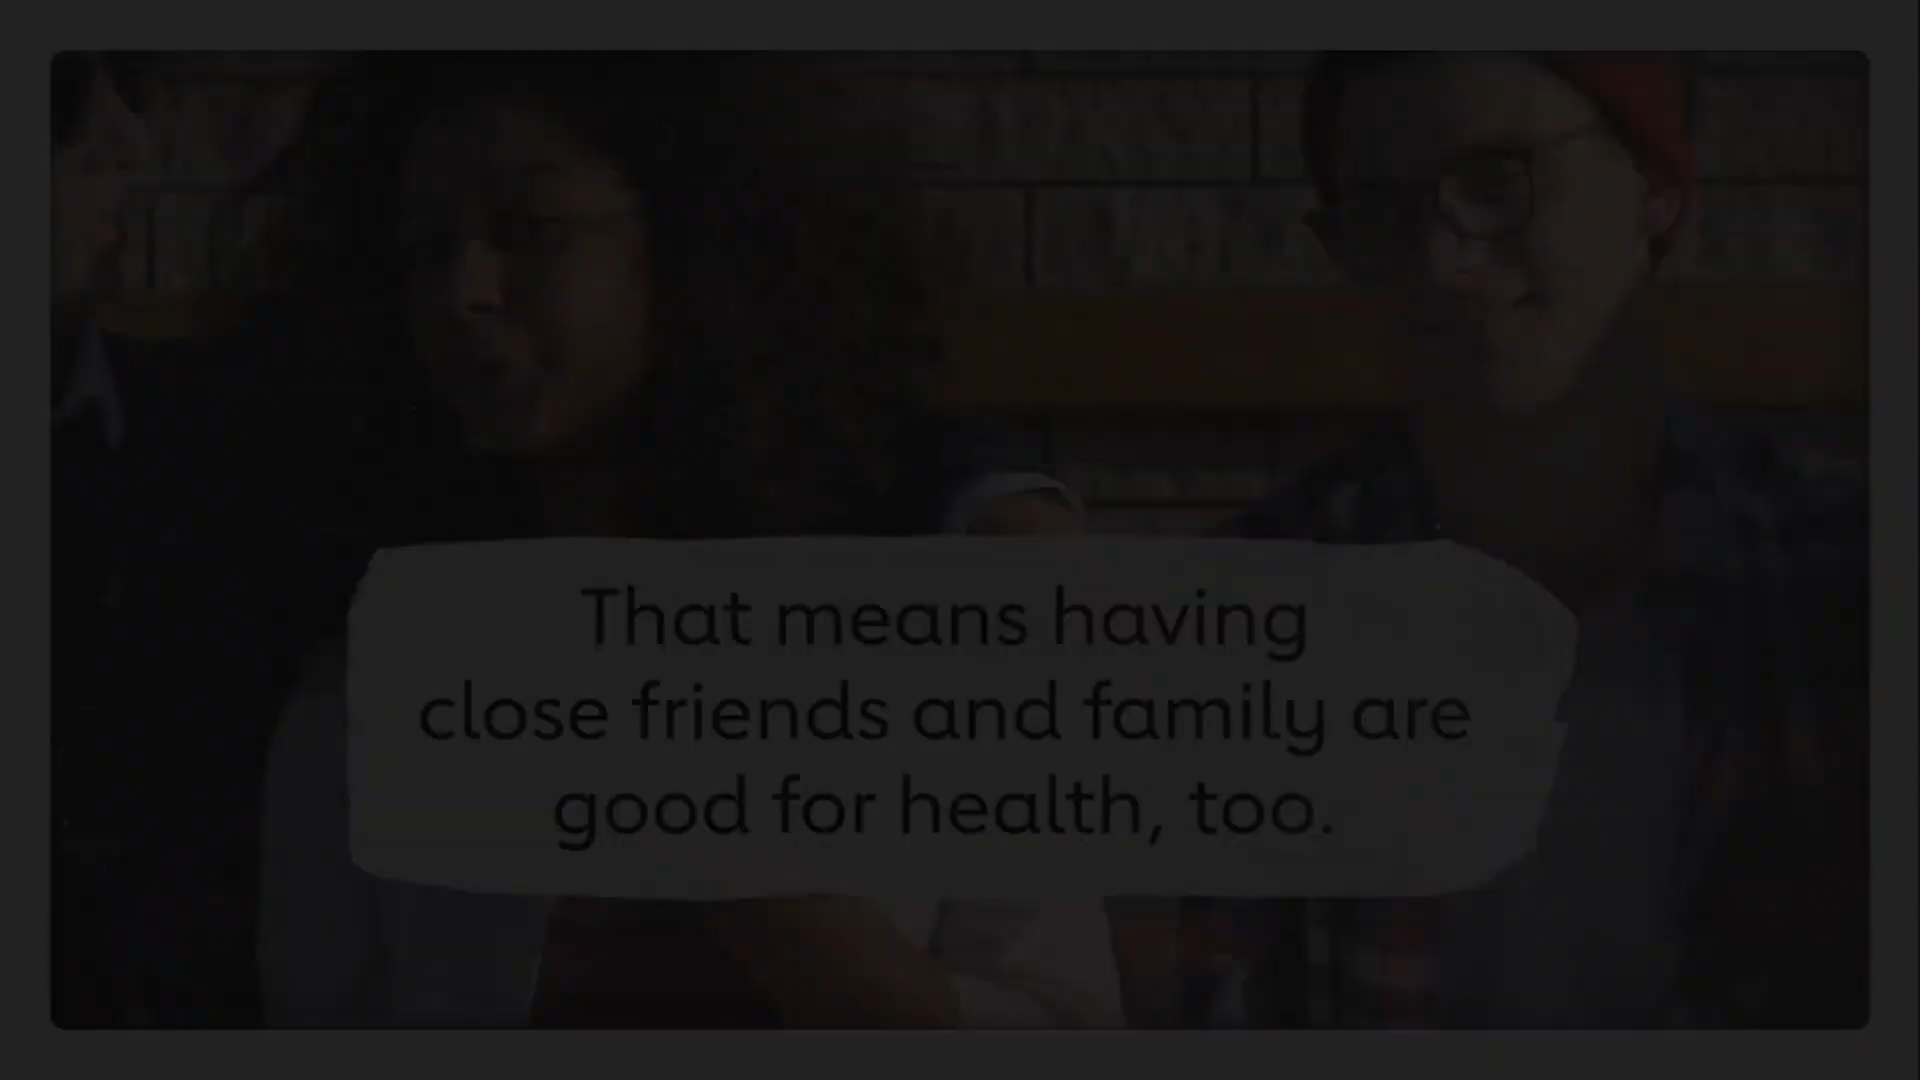 That means having
close friends and family are
good for health, too.